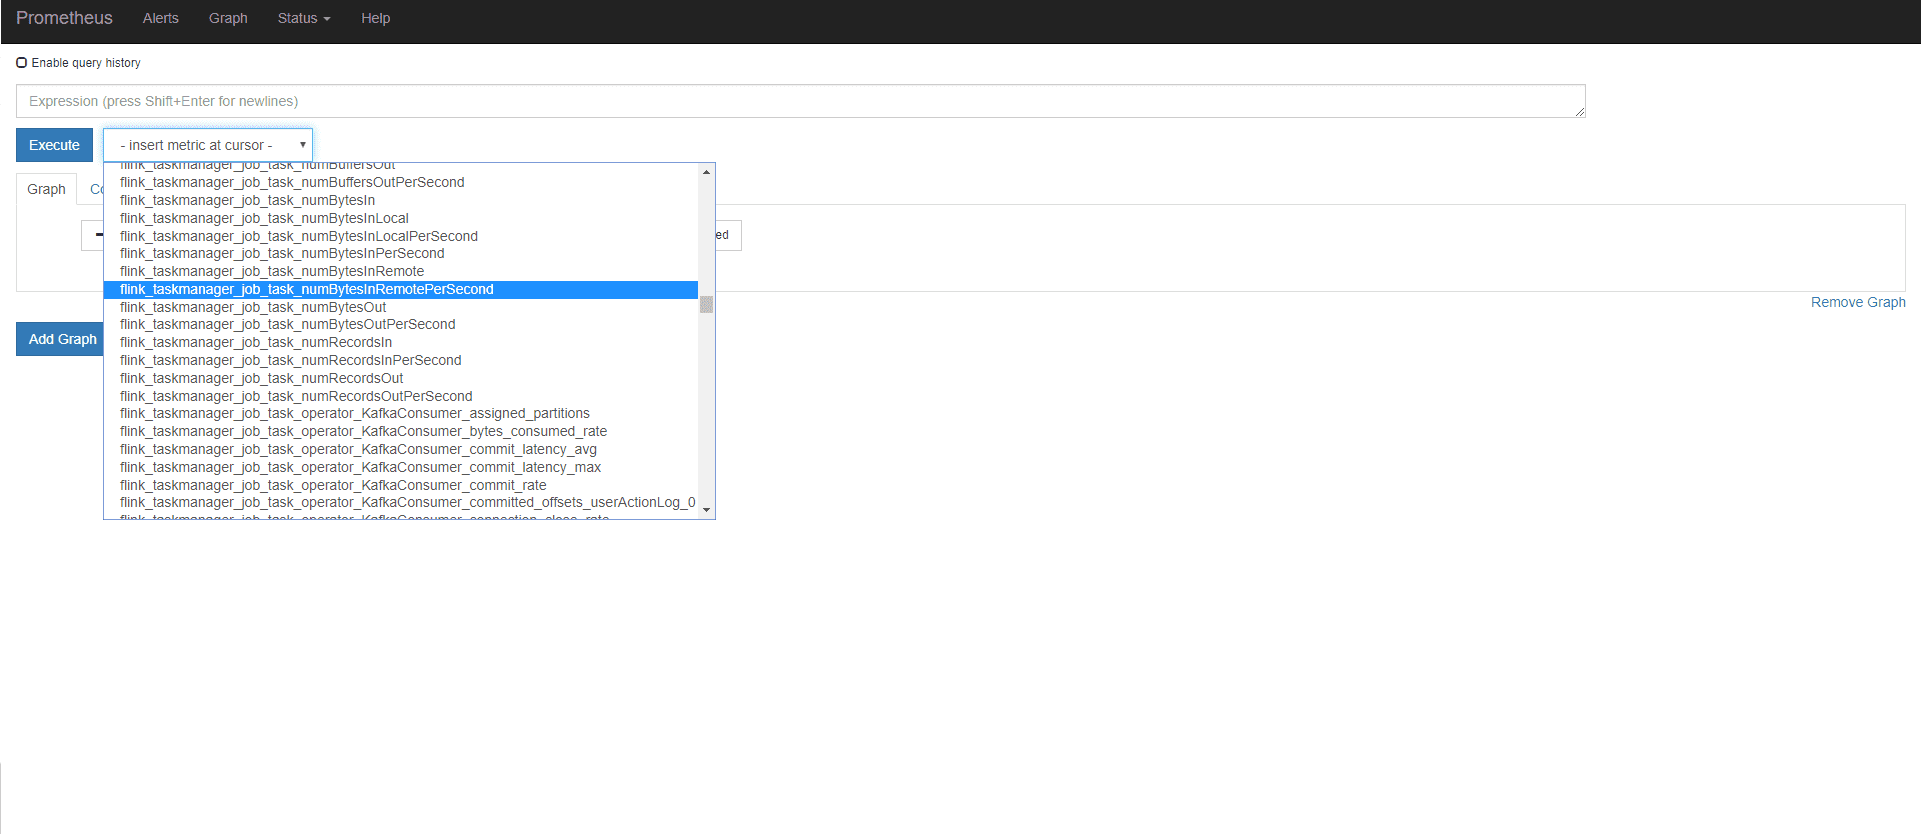 Prometheus Alerts Graph Status Help
Enable query history
Expression (press Shift+Enter for newlines)
Execute - insert metric at cursor -
flink_taskmanager_job_task_numBuffersOut
flink_taskmanager_job_task_numBuffersOutPerSecond
Graph Co
flink_taskmanager_job_task_numBytesIn
flink_taskmanager_job_task_numBytesInLocal
flink_taskmanager_job_task_numBytesInLocalPerSecond
ed
flink_taskmanager_job_task_numBytesInPerSecond
flink_taskmanager_job_task_numBytesInRemote
flink_taskmanager_job_task_numBytesInRemotePerSecond
Remove Graph
flink_taskmanager_job_task_numBytesOut
flink_taskmanager_job_task_numBytesOutPerSecond
Add Graph
flink_taskmanager_job_task_numRecordsIn
flink_taskmanager_job_task_numRecordsInPerSecond
flink_taskmanager_job_task_numRecordsOut
flink_taskmanager_job_task_numRecordsOutPerSecond
flink_taskmanager_job_task_operator_KafkaConsumer_assigned_partitions
flink_taskmanager_job_task_operator_KafkaConsumer_bytes_consumed_rate
flink_taskmanager_job_task_operator_KafkaConsumer_commit_latency_avg
flink_taskmanager_job_task_operator_KafkaConsumer_commit_latency_max
flink_taskmanager_job_task_operator_KafkaConsumer_commit_rate
flink_taskmanager_job_task_operator_KafkaConsumer_committed_offsets_userActionLog_0
flink_taskmanager_job_task_operator_KafkaConsumer_connection_close_rate